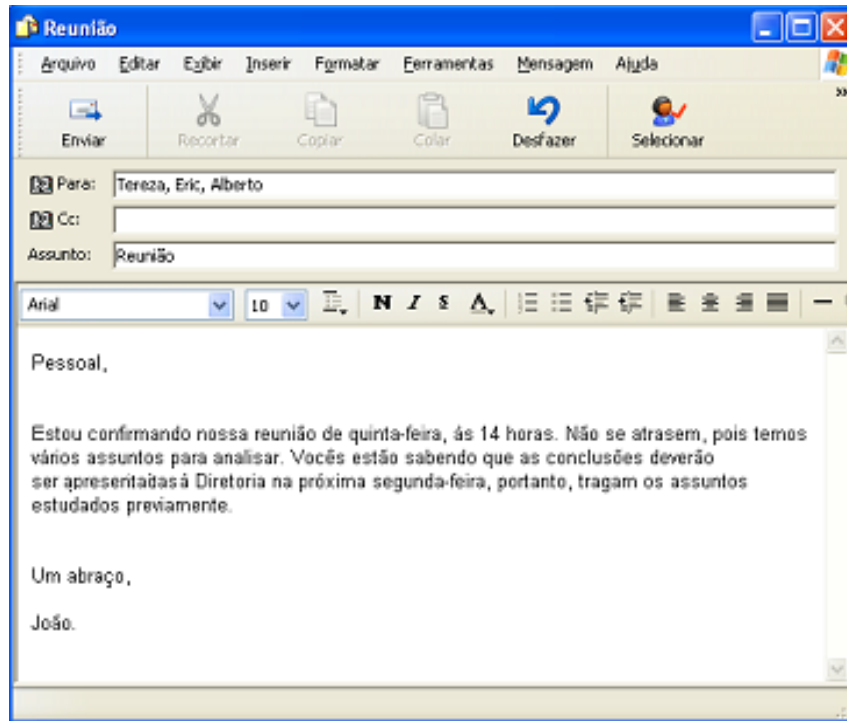 Reunião
Arquivo Editar Exibir Inserir Formatar Ferramentas Mensagem Ajuda
Enviar Recortar Copiar Colar Desfazer Selecionar
Para: Tereza, Eric, Alberto
Cc:
Assunto: Reunião
Arial 10 N I S A
Pessoal,
Estou confirmando nossa reunião de quinta-feira, ás 14 horas. Não se atrasem, pois temos
vários assuntos para analisar. Vocês estão sabendo que as conclusões deverão
ser apresentadasá Diretoria na próxima segunda-feira, portanto, tragam os assuntos
estudados previamente.
Um abraço,
João.